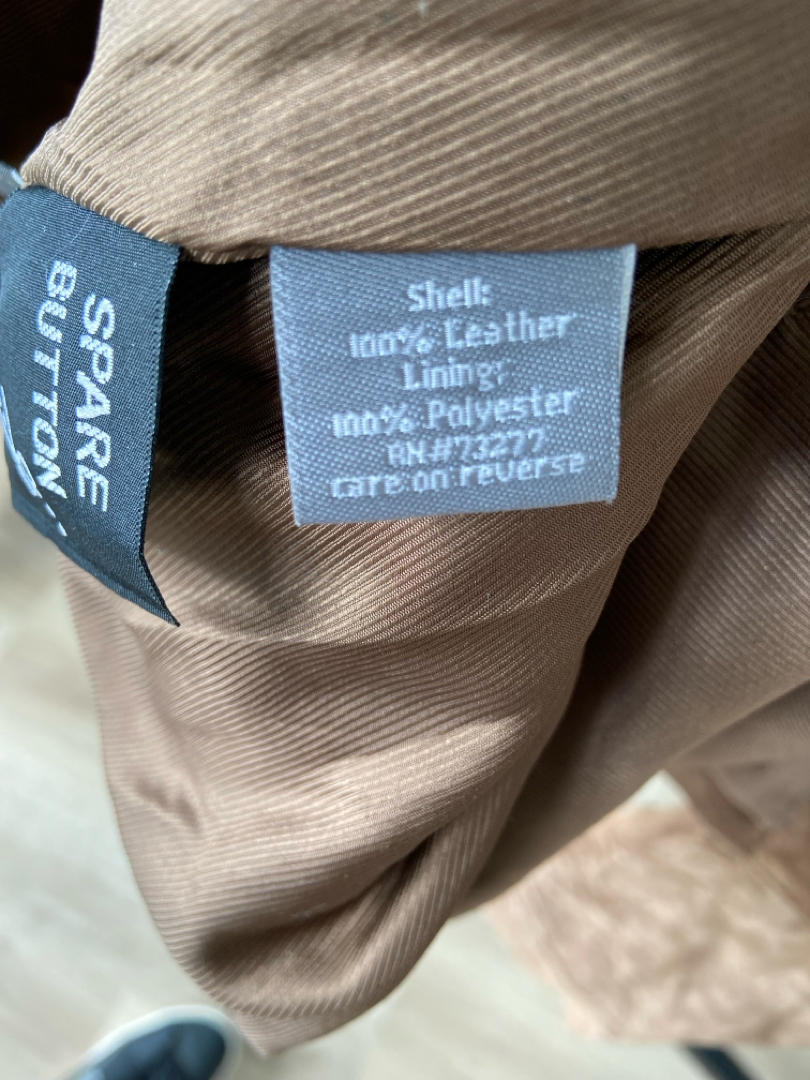 SPARE
BUTTON
Shell:
100% Leather
Lining:
100% Polyester
RN#73277
care on reverse